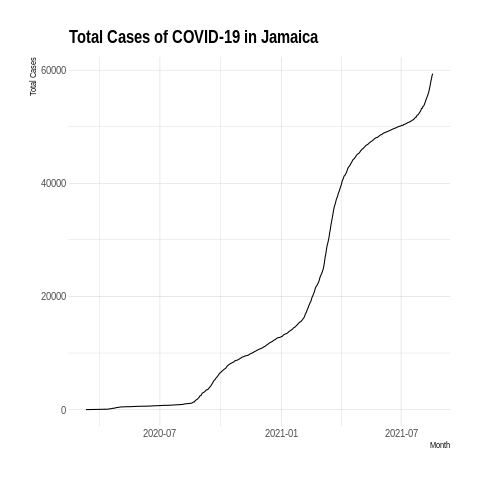 Total Cases of COVID-19 in Jamaica
Total Cases
60000
40000
20000
0
2020-07 2021-01 2021-07
Month